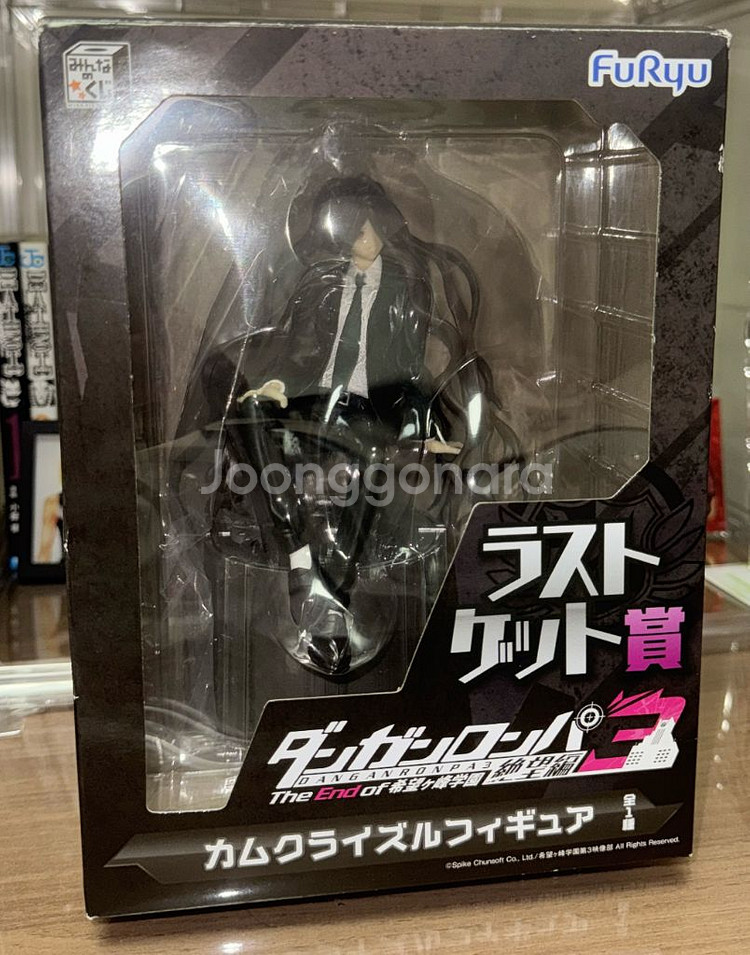 みんな
の
くじ
FuRyu
Joonggonara
ラスト
ゲット賞
ダンガンロンパ3
DANGANRONPA3
The End of 希望ヶ峰学園
絶望編
カムクライズルフィギュア
全1種
©Spike Chunsoft Co., Ltd./希望ヶ峰学園第3映像部 All Rights Reserved.